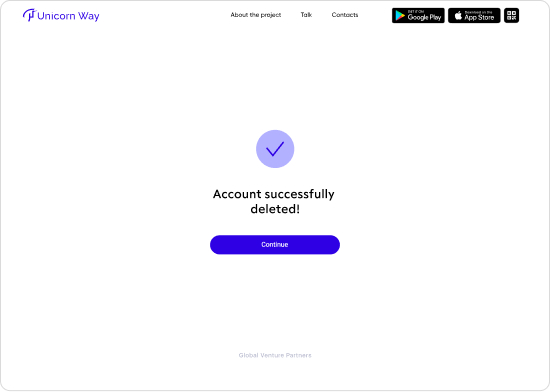 Unicorn Way
About the project
Talk
Contacts
GET IT ON
Google Play
Download on the
App Store
Account successfully
deleted!
Continue
Global Venture Partners